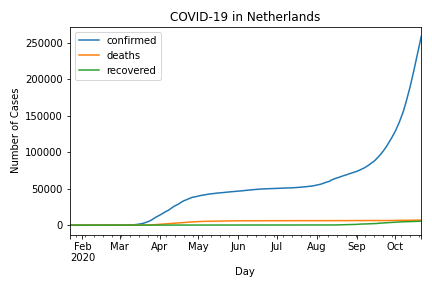 COVID-19 in Netherlands
confirmed
deaths
recovered
Number of Cases
250000
200000
150000
100000
50000
0
Feb Mar Apr May Jun Jul Aug Sep Oct
2020
Day